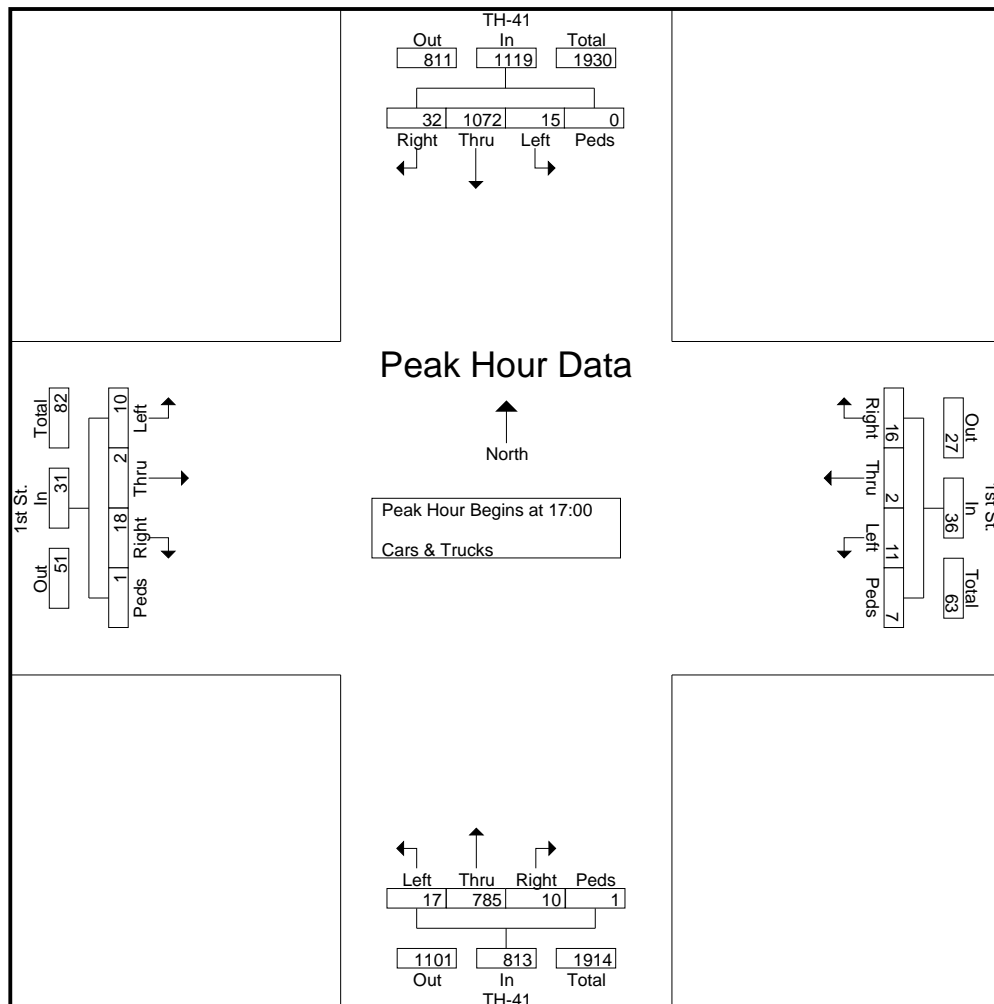 TH-41
Out In Total
811 1119 1930
32 1072 15 0
Right Thru Left Peds
Peak Hour Data
North
Peak Hour Begins at 17:00
Cars & Trucks
1st St.
Total In Out
82 31 51
10 2 18 1
Left Thru Right Peds
Right Thru Left Peds
16 2 11 7
Out In Total
27 36 63
1st St.
Left Thru Right Peds
17 785 10 1
1101 813 1914
Out In Total
TH-41